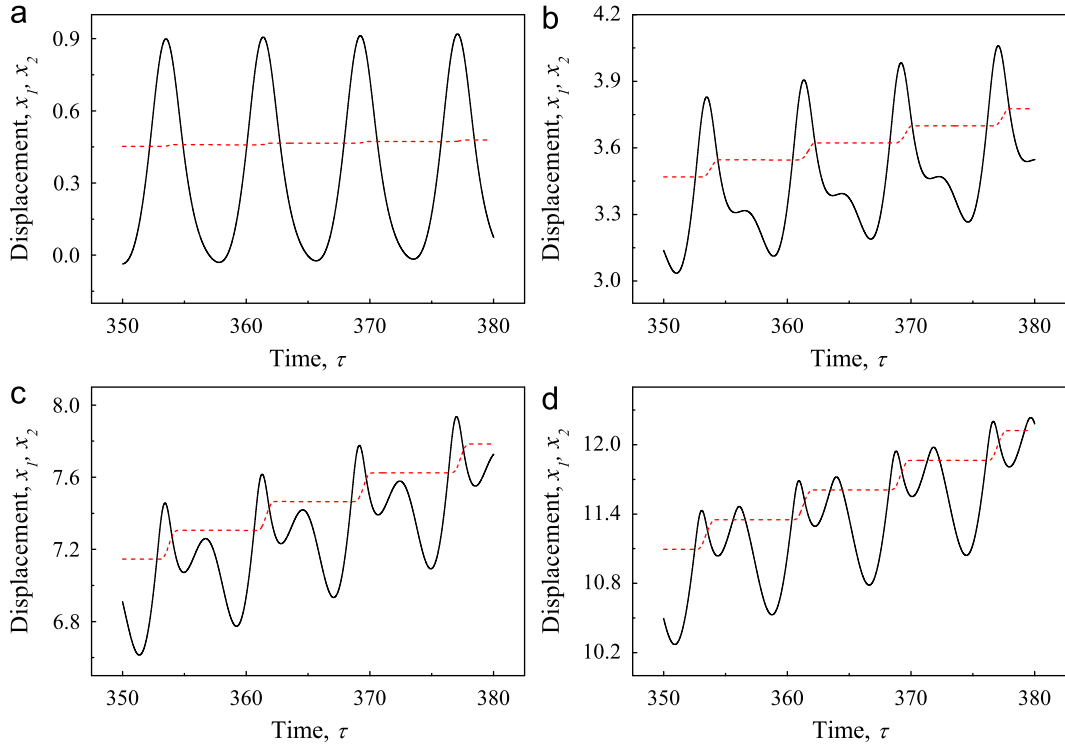 a
0.9
0.6
0.3
0.0
Displacement, x1, x2
350
360
370
380
Time, τ
b
4.2
3.9
3.6
3.3
3.0
Displacement, x1, x2
350
360
370
380
Time, τ
c
8.0
7.6
7.2
6.8
Displacement, x1, x2
350
360
370
380
Time, τ
d
12.0
11.4
10.8
10.2
Displacement, x1, x2
350
360
370
380
Time, τ